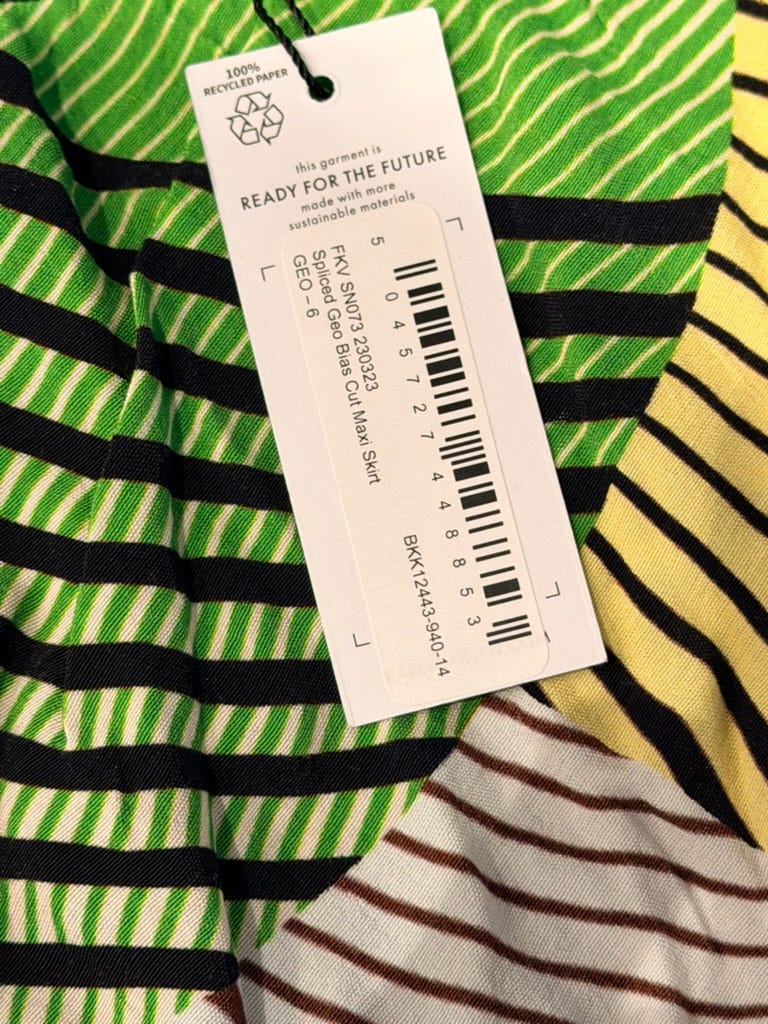 100%
RECYCLED PAPER
this garment is
READY FOR THE FUTURE
made with more
sustainable materials
FKV SN073 230323
Spliced Geo Bias Cut Maxi Skirt
GEO – 6
5 045727 448853
BKK12443-940-14